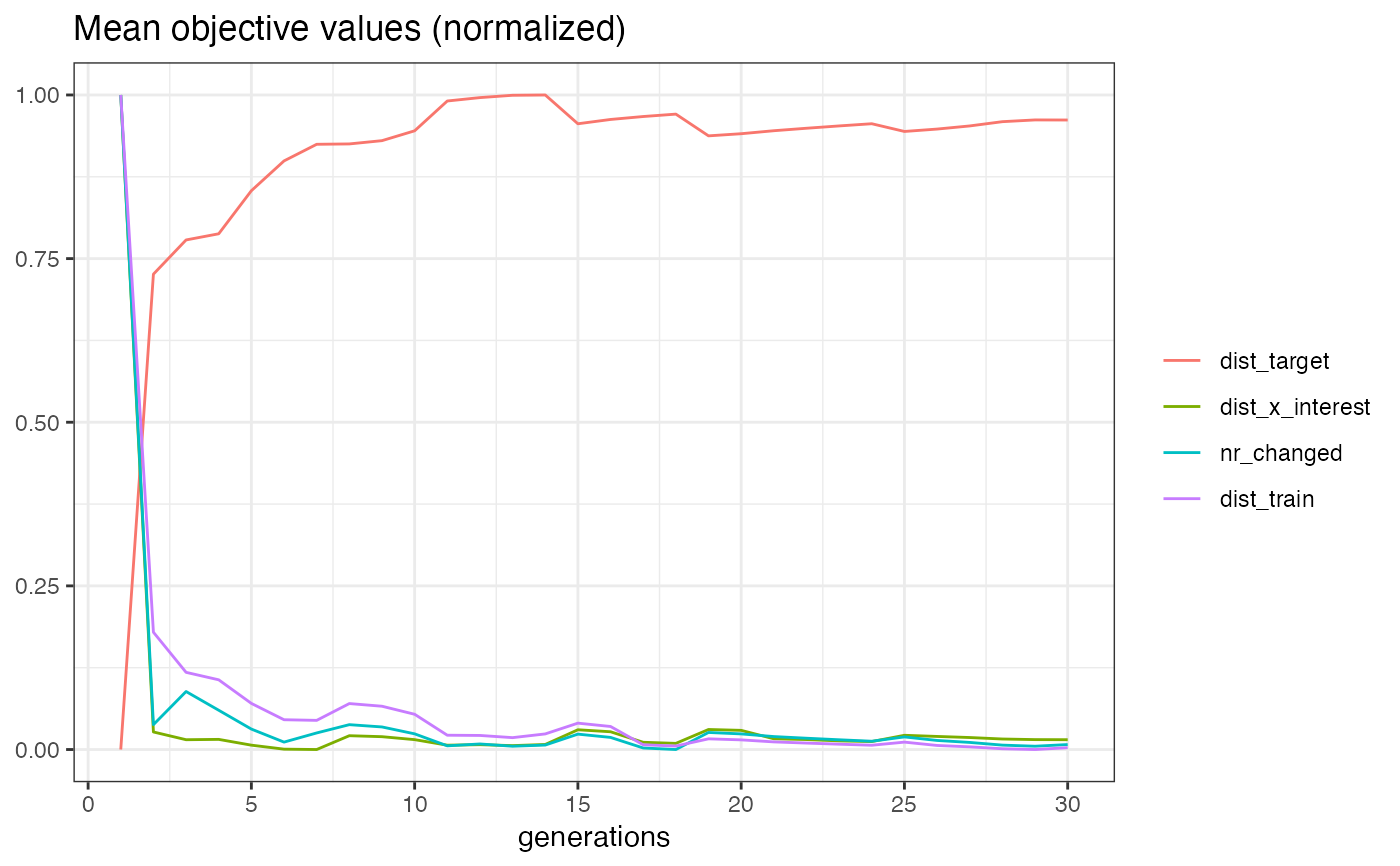 Mean objective values (normalized)
1.00
0.75
0.50
0.25
0.00
0 5 10 15 20 25 30
generations
dist_target
dist_x_interest
nr_changed
dist_train